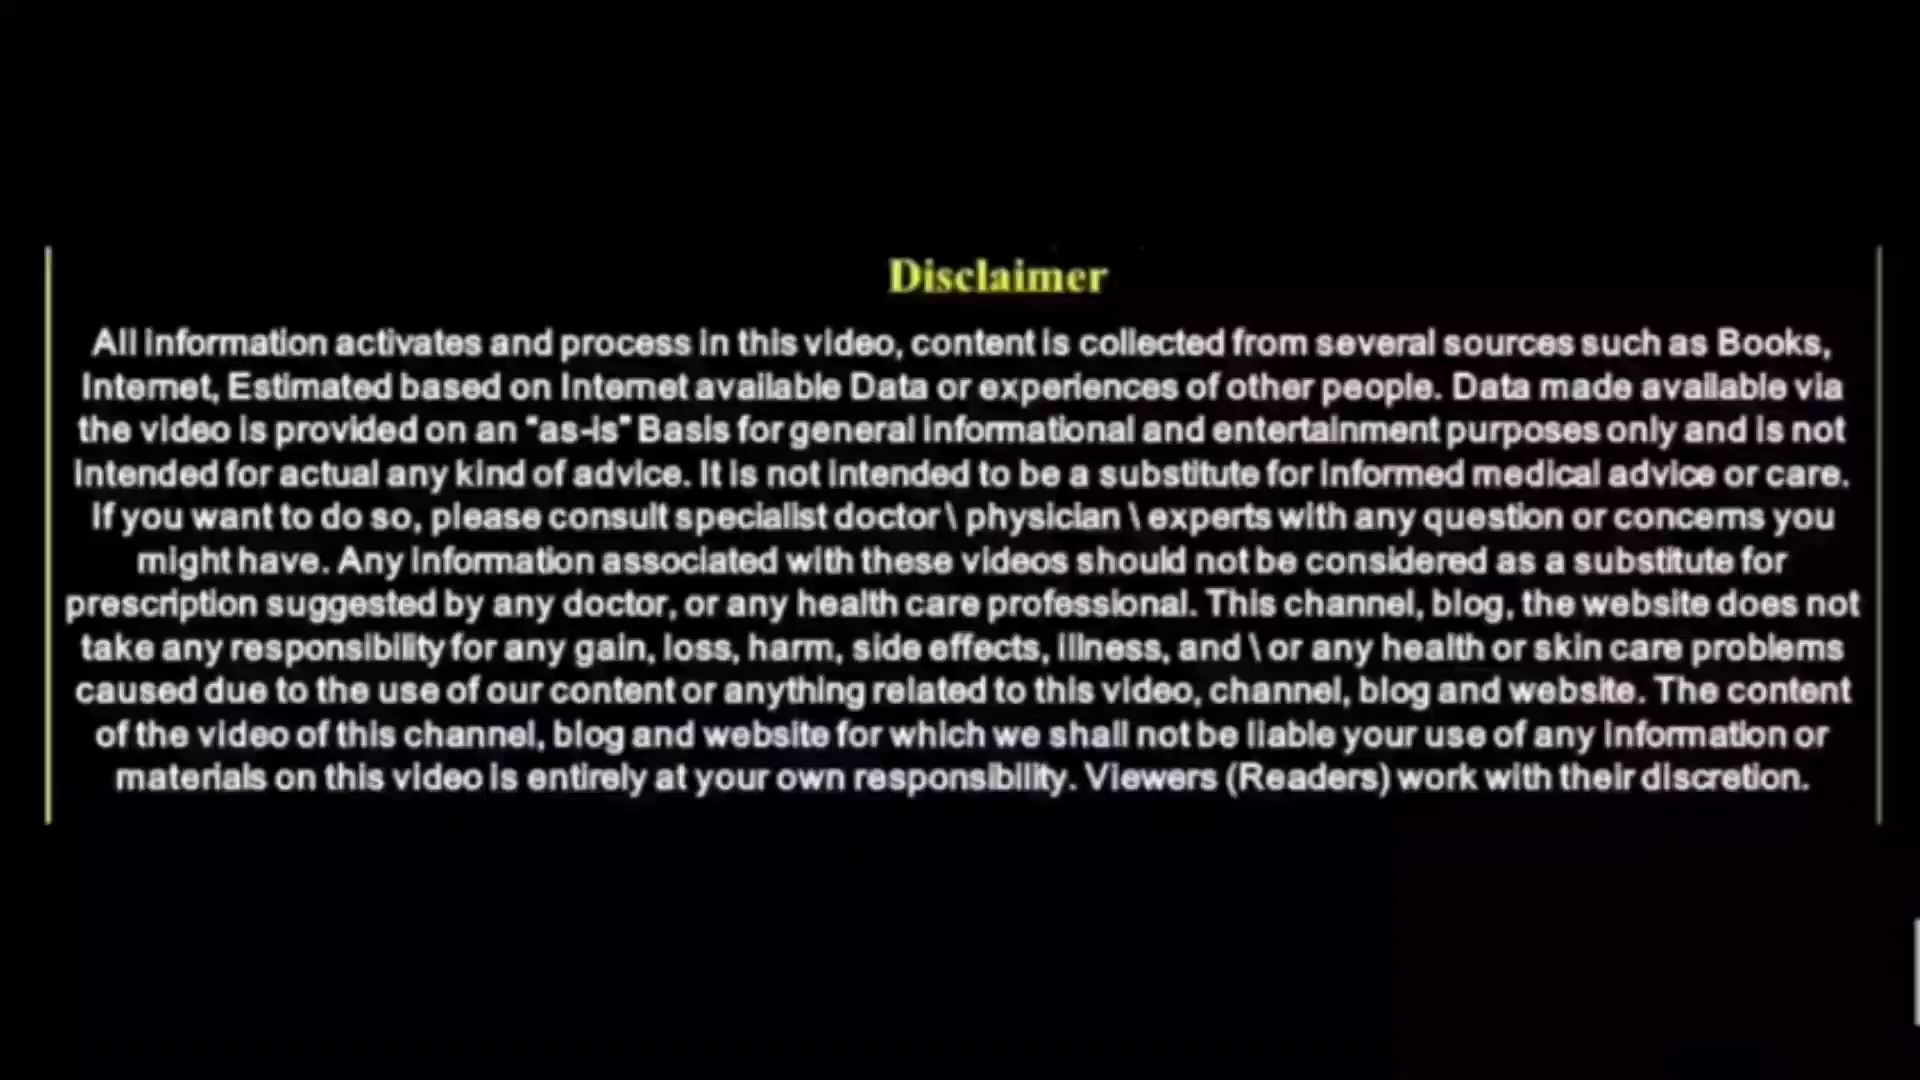 Disclaimer
All information activates and process in this video, content is collected from several sources such as Books,
Internet, Estimated based on Internet available Data or experiences of other people. Data made available via
the video is provided on an "as-is" Basis for general informational and entertainment purposes only and is not
intended for actual any kind of advice. It is not intended to be a substitute for informed medical advice or care.
If you want to do so, please consult specialist doctor \ physician \ experts with any question or concerns you
might have. Any information associated with these videos should not be considered as a substitute for
prescription suggested by any doctor, or any health care professional. This channel, blog, the website does not
take any responsibility for any gain, loss, harm, side effects, illness, and \ or any health or skin care problems
caused due to the use of our content or anything related to this video, channel, blog and website. The content
of the video of this channel, blog and website for which we shall not be liable your use of any information or
materials on this video is entirely at your own responsibility. Viewers (Readers) work with their discretion.